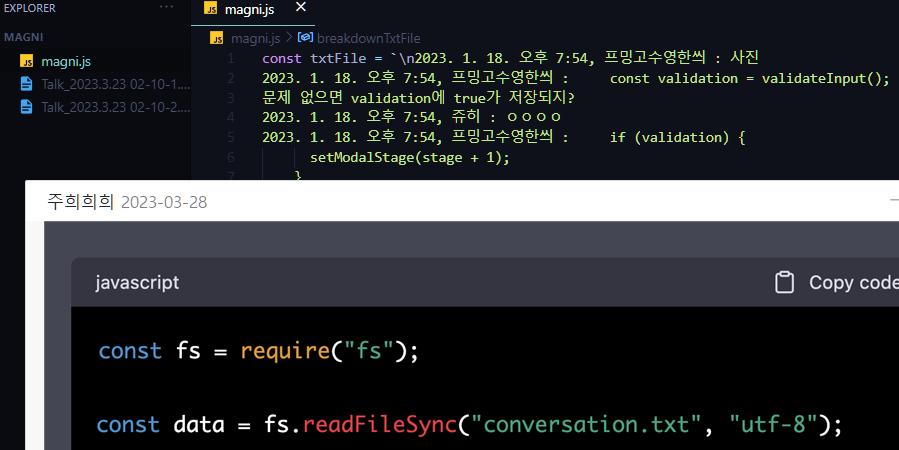 EXPLORER
...
MAGNI
magni.js
Talk_2023.3.23 02-10-1....
Talk_2023.3.23 02-10-2....
magni.js
magni.js > breakdownTxtFile
1 const txtFile = `\n2023. 1. 18. 오후 7:54, 프밍고수영한씌 : 사진
2 2023. 1. 18. 오후 7:54, 프밍고수영한씌 : const validation = validateInput();
3 문제 없으면 validation에 true가 저장되지?
4 2023. 1. 18. 오후 7:54, 쥬히 : ㅇㅇㅇㅇ
5 2023. 1. 18. 오후 7:54, 프밍고수영한씌 : if (validation) {
6 setModalStage(stage + 1);
7 }
주희희희 2023-03-28
javascript
Copy code
const fs = require("fs");
const data = fs.readFileSync("conversation.txt", "utf-8");